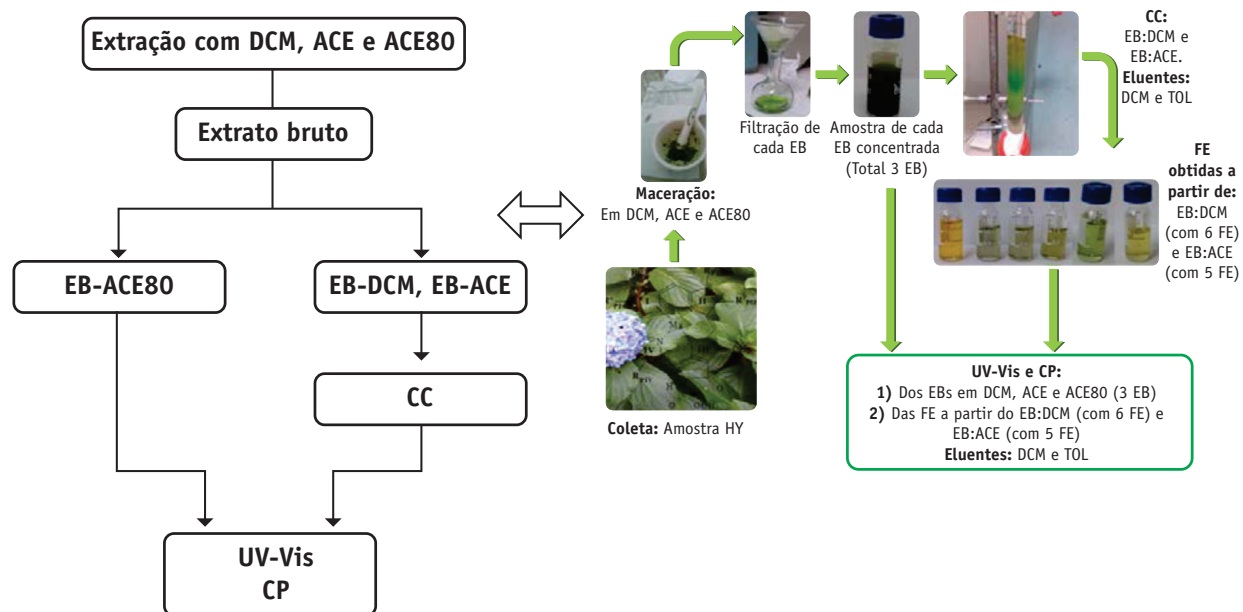 Extração com DCM, ACE e ACE80
Extrato bruto
EB-ACE80
EB-DCM, EB-ACE
CC
UV-Vis
CP
Coleta: Amostra HY
Maceração:
Em DCM, ACE e ACE80
Filtração de
cada EB
Amostra de cada
EB concentrada
(Total 3 EB)
CC:
EB:DCM e
EB:ACE.
Eluentes:
DCM e TOL
FE
obtidas a
partir de:
EB:DCM
(com 6 FE)
e EB:ACE
(com 5 FE)
UV-Vis e CP:
1) Dos EBs em DCM, ACE e ACE80 (3 EB)
2) Das FE a partir do EB:DCM (com 6 FE) e
EB:ACE (com 5 FE)
Eluentes: DCM e TOL